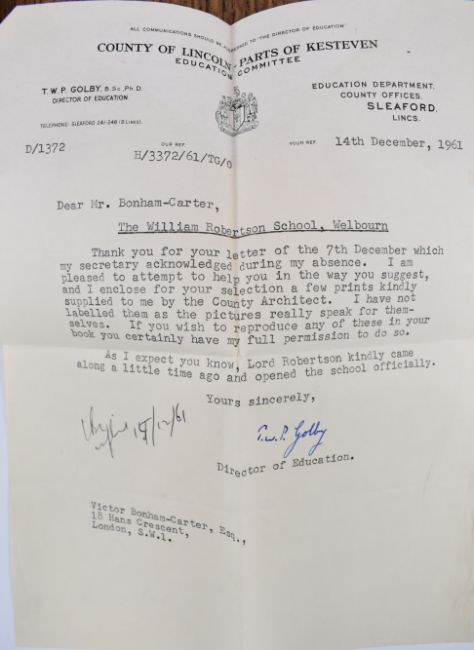 ALL COMMUNICATIONS SHOULD BE ADDRESSED TO "THE DIRECTOR OF EDUCATION"
COUNTY OF LINCOLN - PARTS OF KESTEVEN
EDUCATION COMMITTEE
T. W. P. GOLBY, B.Sc., Ph.D.
DIRECTOR OF EDUCATION
TELEPHONE: SLEAFORD 241-248 (8 LINES).
EDUCATION DEPARTMENT,
COUNTY OFFICES,
SLEAFORD,
LINCS.
D/1372
OUR REF
H/3372/61/TG/O
YOUR REF
14th December, 1961
Dear Mr. Bonham-Carter,
The William Robertson School, Welbourn
Thank you for your letter of the 7th December which
my secretary acknowledged during my absence. I am
pleased to attempt to help you in the way you suggest,
and I enclose for your selection a few prints kindly
supplied to me by the County Architect. I have not
labelled them as the pictures really speak for them-
selves. If you wish to reproduce any of these in your
book you certainly have my full permission to do so.
As I expect you know, Lord Robertson kindly came
along a little time ago and opened the school officially.
Yours sincerely,
/12/61
T.W.P. Golby
Director of Education.
Victor Bonham-Carter, Esq.,
18 Hans Crescent,
London, S.W.1.